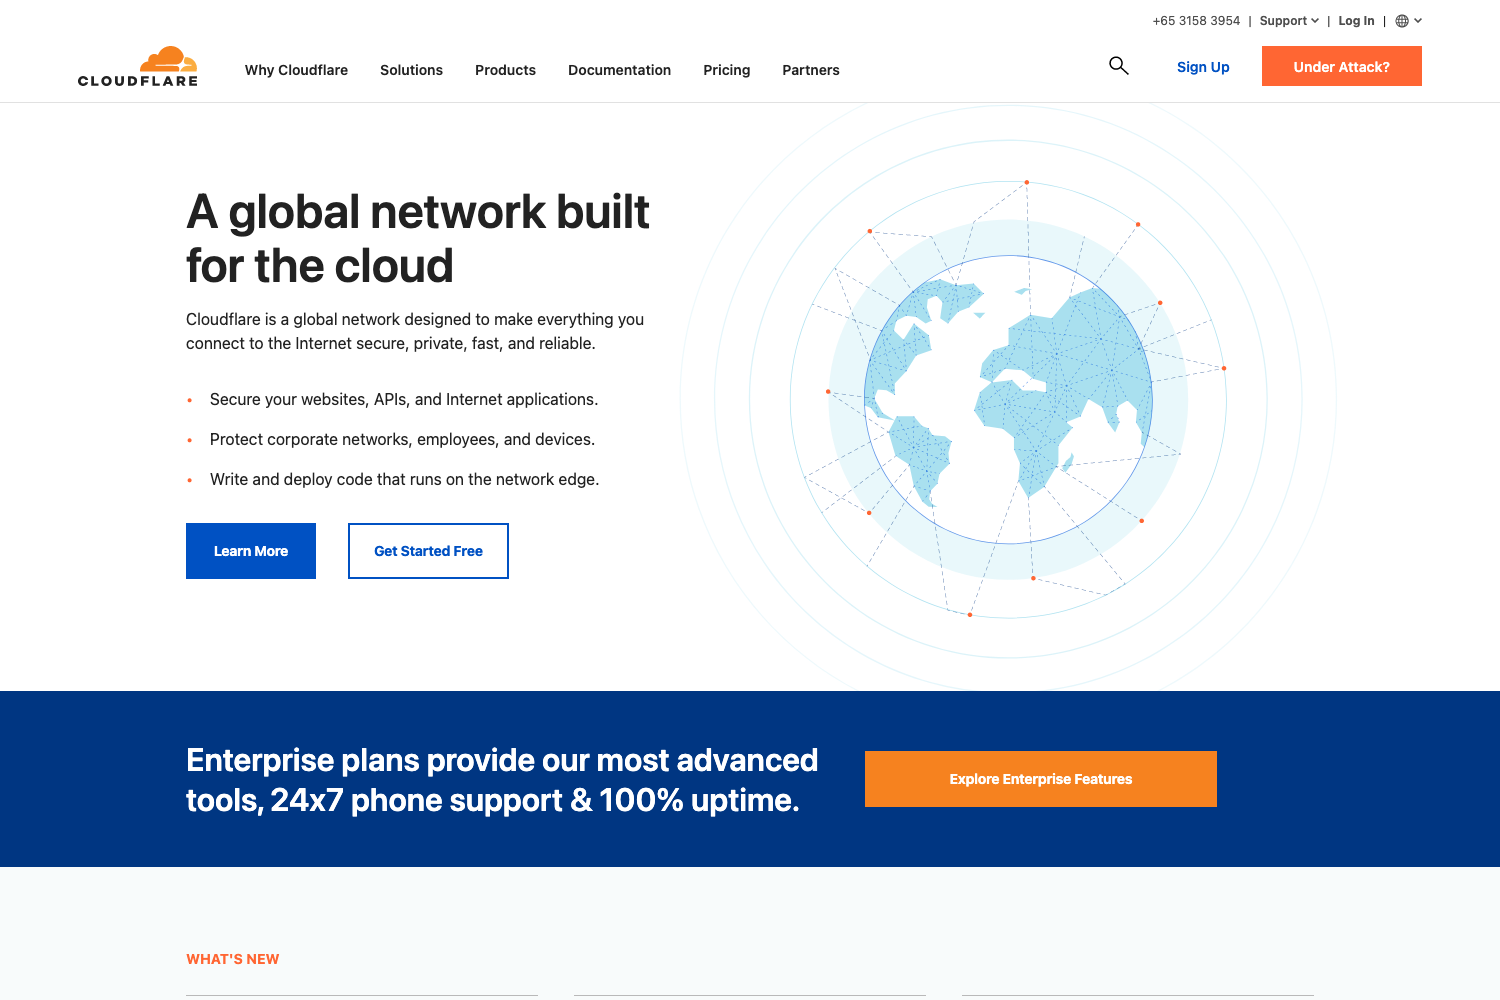 +65 3158 3954 | Support | Log In |
CLOUDFLARE
Why Cloudflare Solutions Products Documentation Pricing Partners Sign Up Under Attack?
A global network built
for the cloud
Cloudflare is a global network designed to make everything you
connect to the Internet secure, private, fast, and reliable.
• Secure your websites, APIs, and Internet applications.
• Protect corporate networks, employees, and devices.
• Write and deploy code that runs on the network edge.
Learn More Get Started Free
Enterprise plans provide our most advanced
tools, 24x7 phone support & 100% uptime.
Explore Enterprise Features
WHAT'S NEW